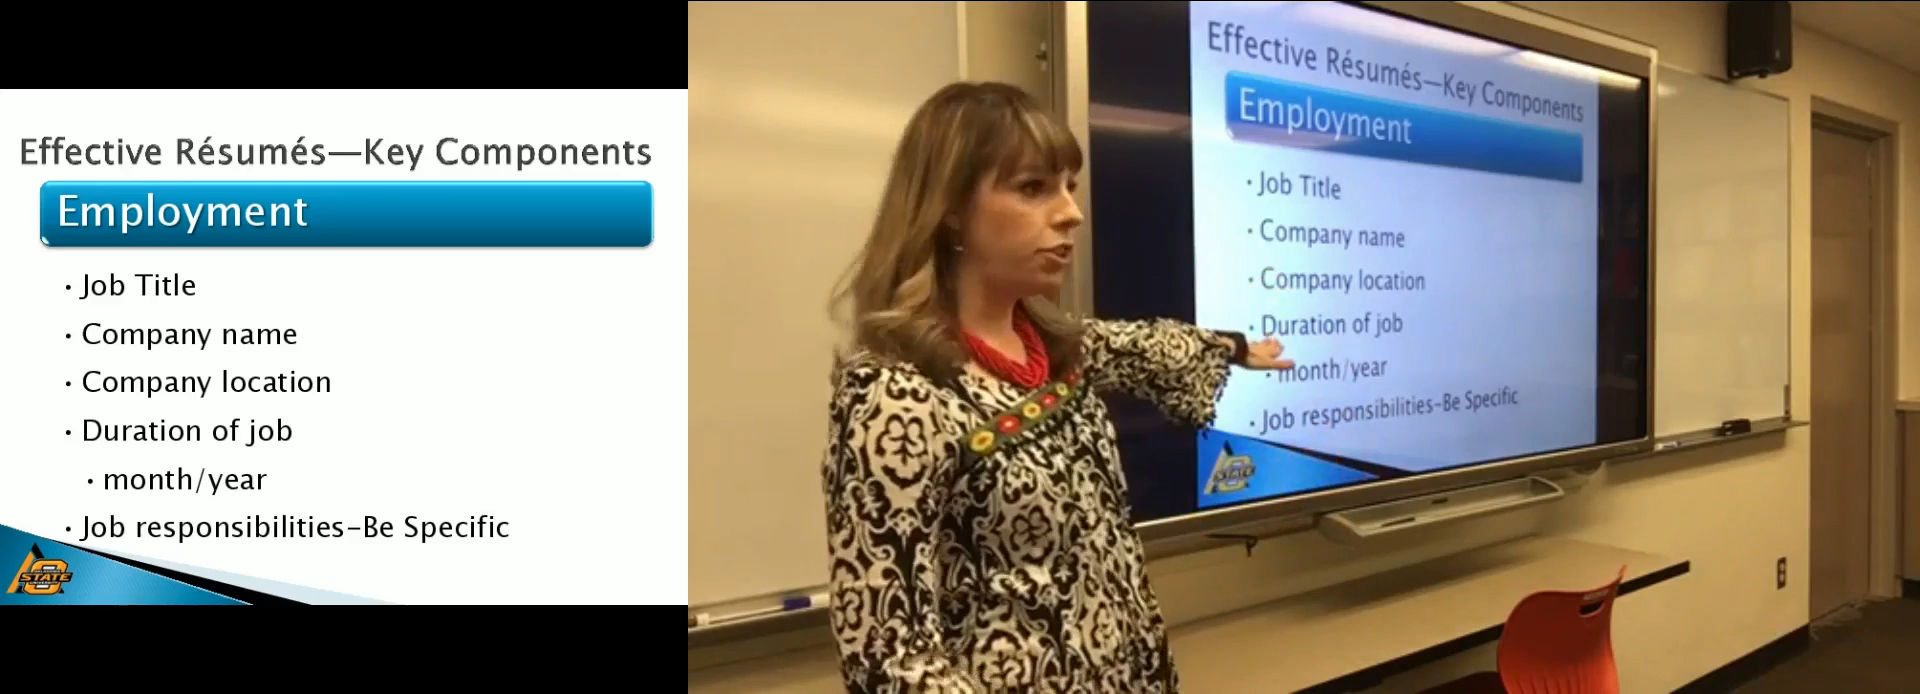 Effective Résumés—Key Components
Employment
• Job Title
• Company name
• Company location
• Duration of job
• month/year
• Job responsibilities-Be Specific
STATE
Effective Résumés—Key Components
Employment
• Job Title
• Company name
• Company location
• Duration of job
• month/year
• Job responsibilities-Be Specific
STATE